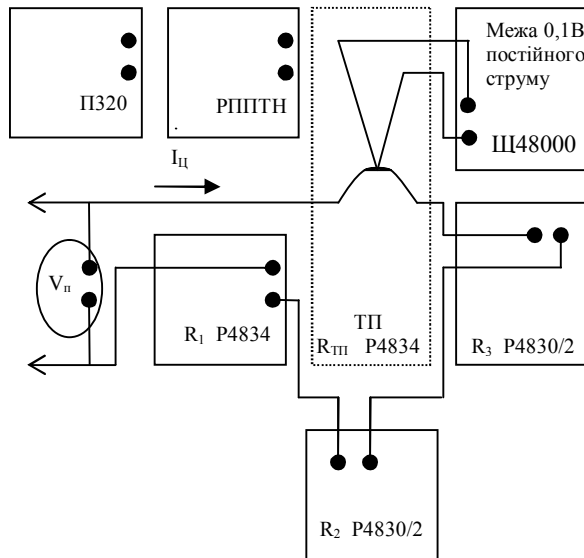 Межа 0,1В
постійного
струму
П320
РППТН
Щ48000
IЦ
Vп
ТП
R1 Р4834
RТП Р4834
R3 Р4830/2
R2 Р4830/2